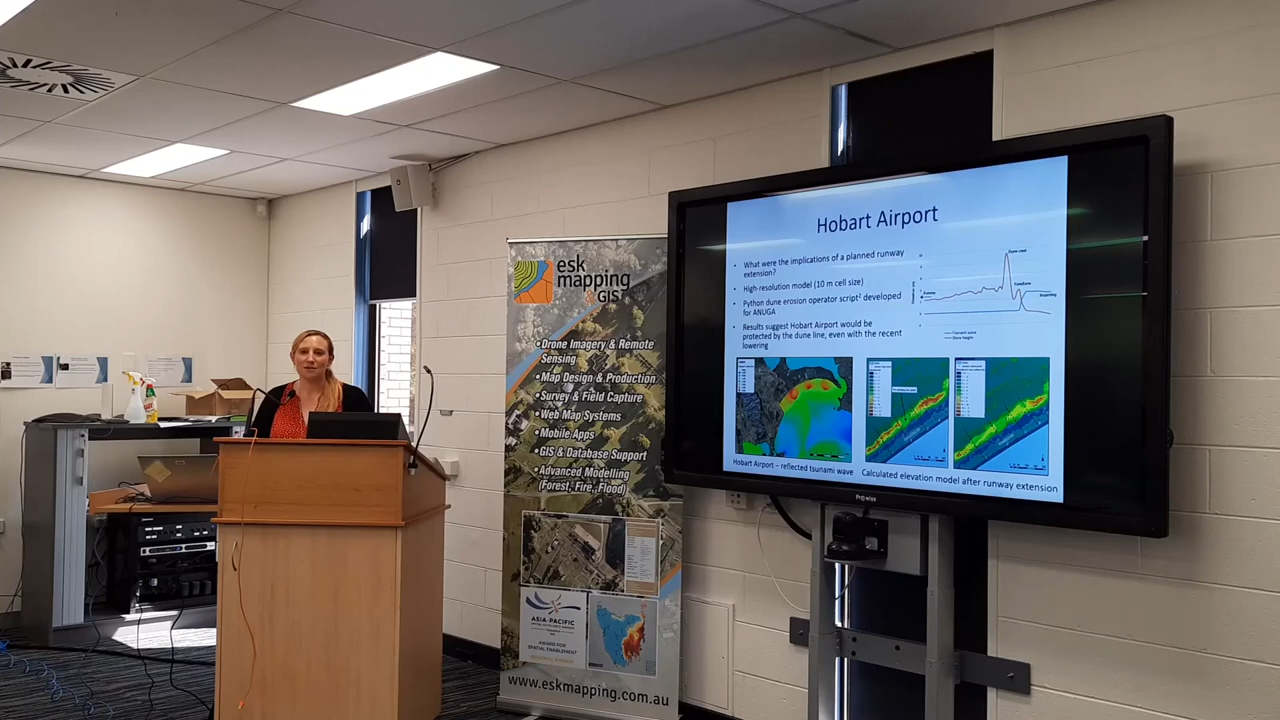 esk
mapping
& GIS
• Drone Imagery & Remote
Sensing
• Map Design & Production
• Survey & Field Capture
• Web Map Systems
• Mobile Apps
• GIS & Database Support
• Advanced Modelling
(Forest, Fire, Flood)
ASIA-PACIFIC
AWARD FOR
SPATIAL ENABLEMENT
www.eskmapping.com.au
Hobart Airport
• What were the implications of a planned runway
extension?
• High-resolution model (10 m cell size)
• Python dune erosion operator script² developed
for ANUGA
• Results suggest Hobart Airport would be
protected by the dune line, even with the recent
lowering
Dune crest
Runway
Foredune
Hobart Airport – reflected tsunami wave
Calculated elevation model after runway extension
Prowise